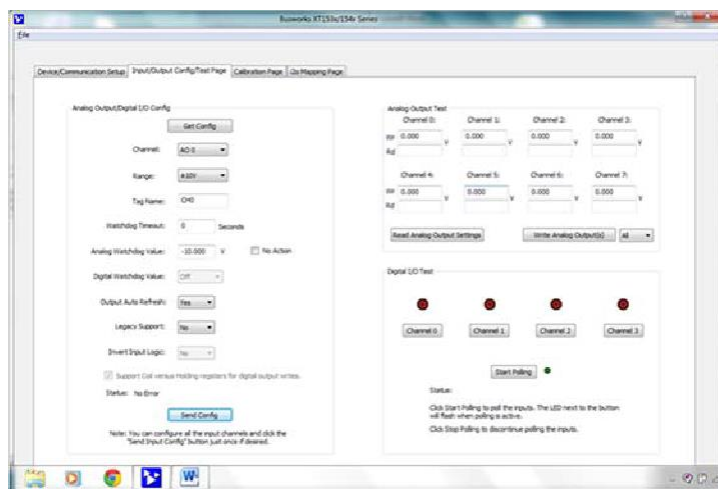 Busworks XT153x/154x Series
File
Device/Communication Setup
Input/Output Config/Test Page
Calibration Page
i2o Mapping Page
Analog Output/Digital I/O Config
Get Config
Channel: AO 0
Range: ±10V
Tag Name: CH0
Watchdog Timeout: 0 Seconds
Analog Watchdog Value: -10.000 V No Action
Digital Watchdog Value: Off
Output Auto Refresh: Yes
Legacy Support: No
Invert Input Logic: No
Support Coil versus Holding registers for digital output writes.
Status: No Error
Send Config
Note: You can configure all the input channels and click the
"Send Input Config" button just once if desired.
Analog Output Test
Channel 0: Channel 1: Channel 2: Channel 3:
0.000 V 0.000 V 0.000 V 0.000 V
Rd
Channel 4: Channel 5: Channel 6: Channel 7:
0.000 V 0.000 V 0.000 V 0.000 V
Rd
Read Analog Output Settings Write Analog Output(s) All
Digital I/O Test
Channel 0 Channel 1 Channel 2 Channel 3
Start Polling
Status:
Click Start Polling to poll the inputs. The LED next to the button
will flash when polling is active.
Click Stop Polling to discontinue polling the inputs.